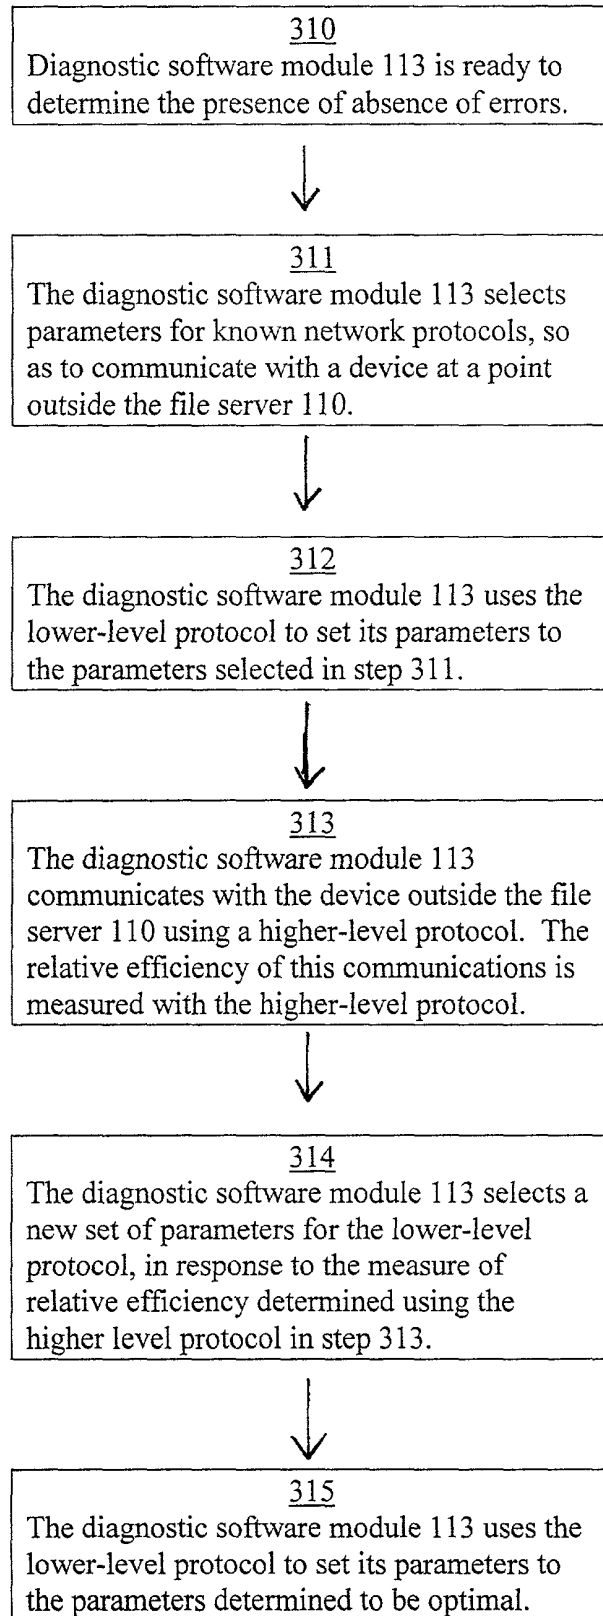 310
Diagnostic software module 113 is ready to
determine the presence of absence of errors.
311
The diagnostic software module 113 selects
parameters for known network protocols, so
as to communicate with a device at a point
outside the file server 110.
312
The diagnostic software module 113 uses the
lower-level protocol to set its parameters to
the parameters selected in step 311.
313
The diagnostic software module 113
communicates with the device outside the file
server 110 using a higher-level protocol.  The
relative efficiency of this communications is
measured with the higher-level protocol.
314
The diagnostic software module 113 selects a
new set of parameters for the lower-level
protocol, in response to the measure of
relative efficiency determined using the
higher level protocol in step 313.
315
The diagnostic software module 113 uses the
lower-level protocol to set its parameters to
the parameters determined to be optimal.